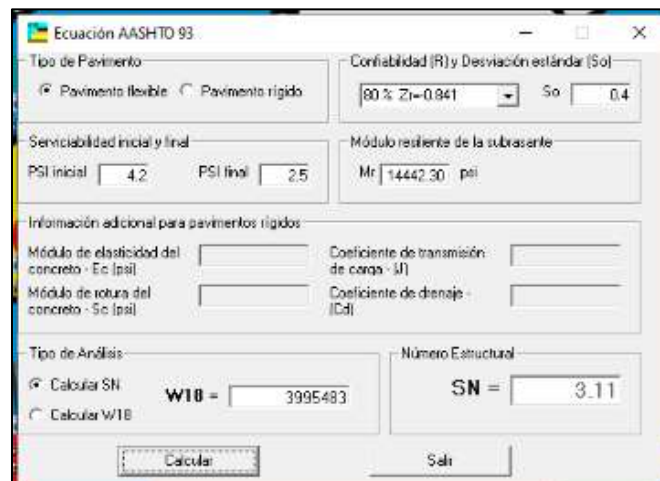 Ecuación AASHTO 93
Tipo de Pavimento
Pavimento flexible Pavimento rígido
Confiabilidad (R) y Desviación estándar (So)
80 % Zr=-0.841
So 0.4
Serviciabilidad inicial y final
PSI inicial 4.2 PSI final 2.5
Módulo resiliente de la subrasante
Mr 14442.30 psi
Información adicional para pavimentos rígidos
Módulo de elasticidad del
concreto - Ec (psi)
Coeficiente de transmisión
de carga - (J)
Módulo de rotura del
concreto - Sc (psi)
Coeficiente de drenaje -
(Cd)
Tipo de Análisis
Calcular SN
Calcular W18
W18 = 3995483
Número Estructural
SN = 3.11
Calcular
Salir